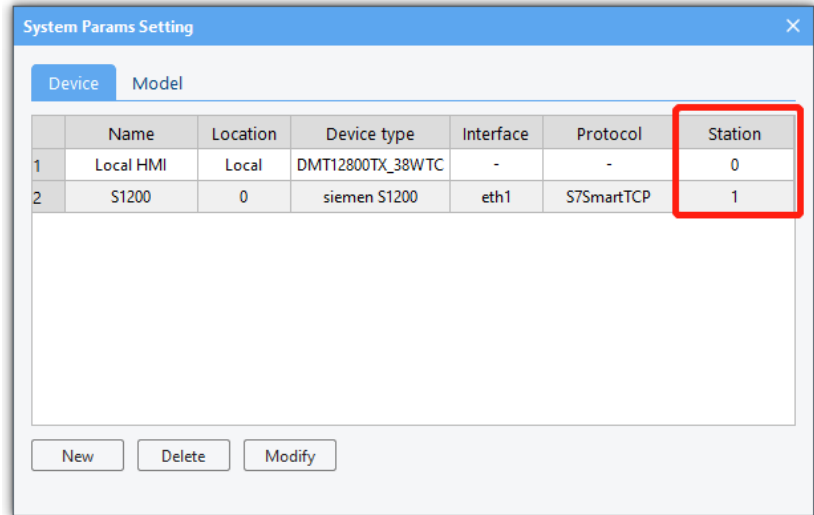 System Params Setting
Device Model
Name Location Device type Interface Protocol Station
1 Local HMI Local DMT12800TX_38WTC - - 0
2 S1200 0 siemen S1200 eth1 S7SmartTCP 1
New Delete Modify